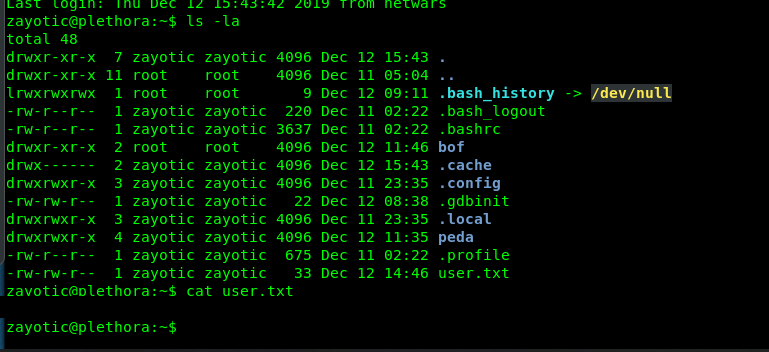 Last login: Thu Dec 12 15:43:42 2019 from netwars
zayotic@plethora:~$ ls -la
total 48
drwxr-xr-x  7 zayotic zayotic 4096 Dec 12 15:43 .
drwxr-xr-x 11 root    root    4096 Dec 11 05:04 ..
lrwxrwxrwx  1 root    root       9 Dec 12 09:11 .bash_history -> /dev/null
-rw-r--r--  1 zayotic zayotic  220 Dec 11 02:22 .bash_logout
-rw-r--r--  1 zayotic zayotic 3637 Dec 11 02:22 .bashrc
drwxr-xr-x  2 root    root    4096 Dec 12 11:46 bof
drwx------  2 zayotic zayotic 4096 Dec 12 15:43 .cache
drwxrwxr-x  3 zayotic zayotic 4096 Dec 11 23:35 .config
-rw-rw-r--  1 zayotic zayotic   22 Dec 12 08:38 .gdbinit
drwxrwxr-x  3 zayotic zayotic 4096 Dec 11 23:35 .local
drwxrwxr-x  4 zayotic zayotic 4096 Dec 12 11:35 peda
-rw-r--r--  1 zayotic zayotic  675 Dec 11 02:22 .profile
-rw-r--r--  1 zayotic zayotic   33 Dec 12 14:46 user.txt
zayotic@plethora:~$ cat user.txt
zayotic@plethora:~$